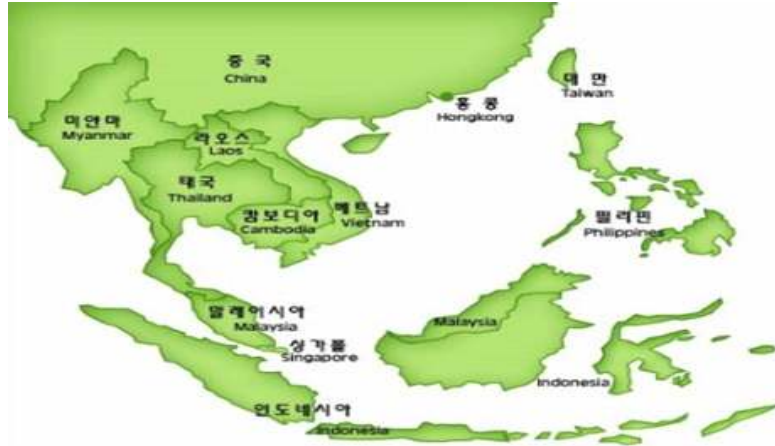 중국
China
대만
Taiwan
홍콩
Hongkong
미얀마
Myanmar
라오스
Laos
태국
Thailand
캄보디아
Cambodia
베트남
Vietnam
필리핀
Philippines
말레이시아
Malaysia
Malaysia
싱가폴
Singapore
Indonesia
인도네시아
Indonesia